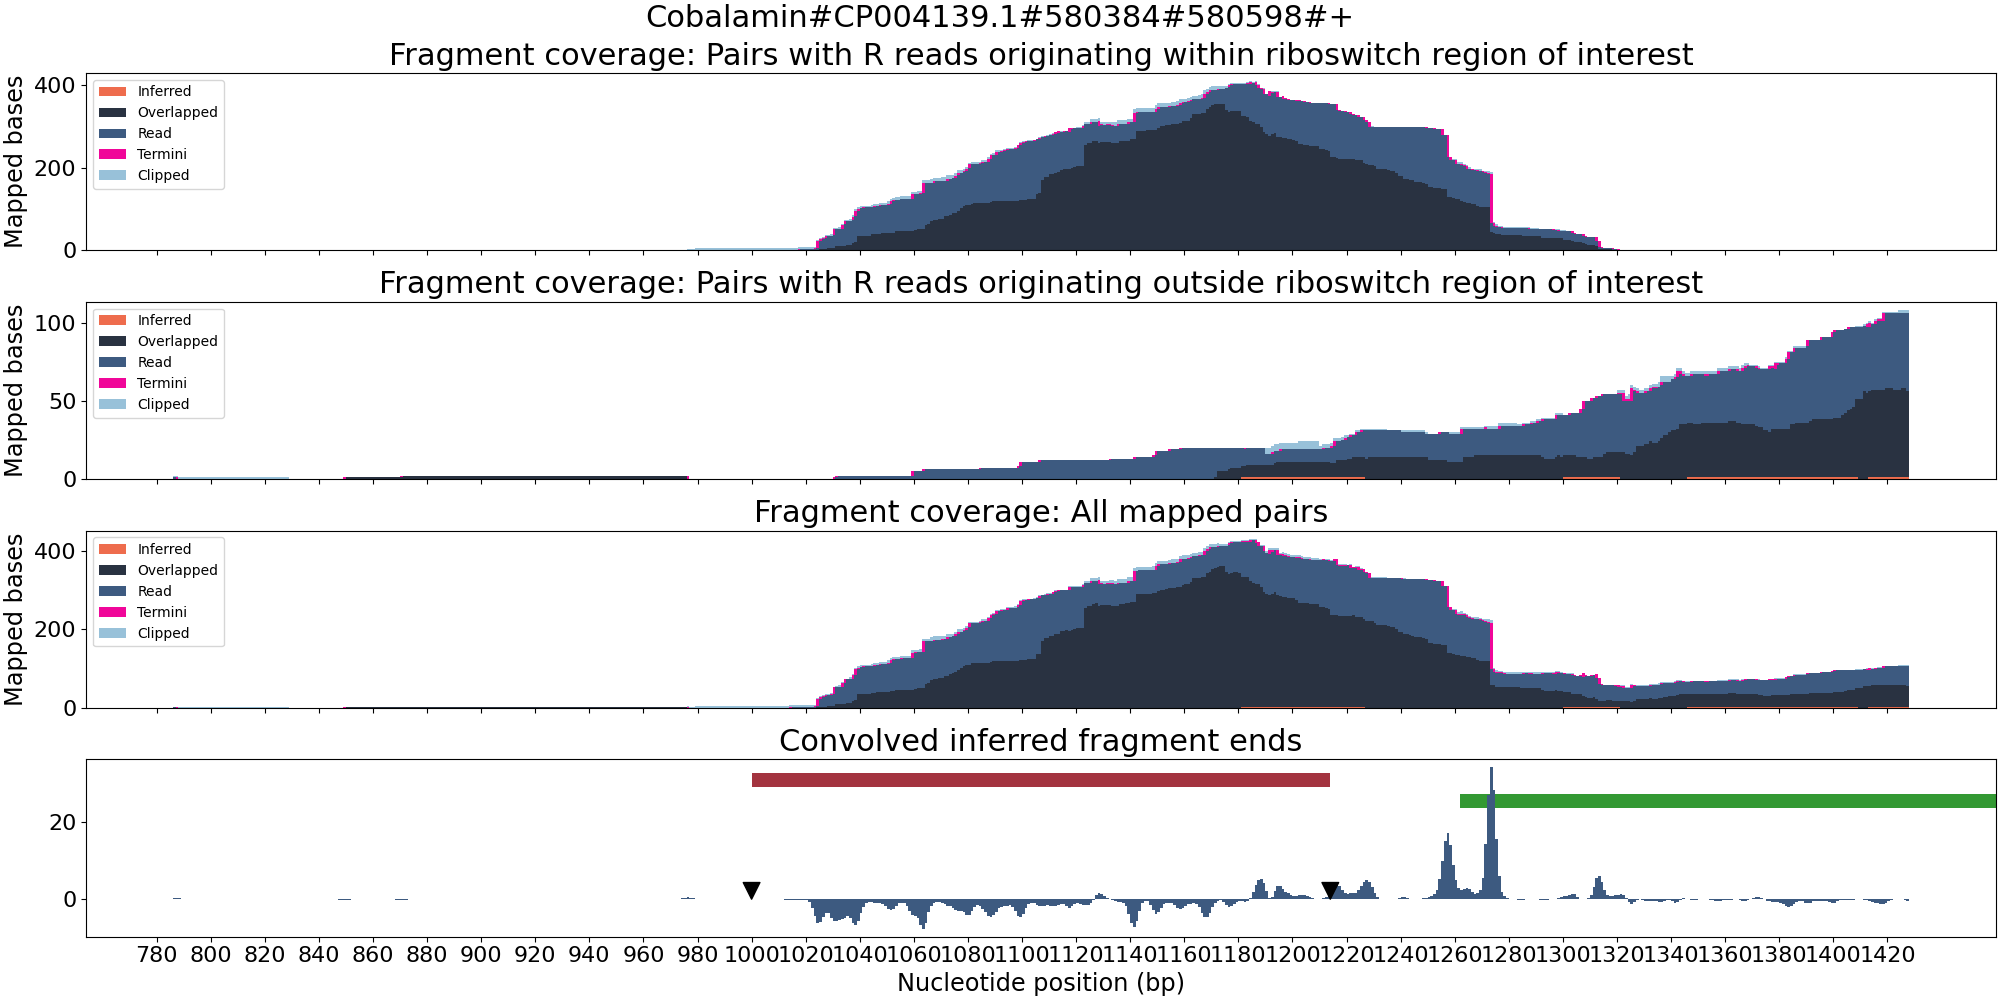 Cobalamin#CP004139.1#580384#580598#+
Fragment coverage: Pairs with R reads originating within riboswitch region of interest
Mapped bases
400
200
0
Inferred
Overlapped
Read
Termini
Clipped
Fragment coverage: Pairs with R reads originating outside riboswitch region of interest
Mapped bases
100
50
0
Inferred
Overlapped
Read
Termini
Clipped
Fragment coverage: All mapped pairs
Mapped bases
400
200
0
Inferred
Overlapped
Read
Termini
Clipped
Convolved inferred fragment ends
20
0
780 800 820 840 860 880 900 920 940 960 980 1000 1020 1040 1060 1080 1100 1120 1140 1160 1180 1200 1220 1240 1260 1280 1300 1320 1340 1360 1380 1400 1420
Nucleotide position (bp)